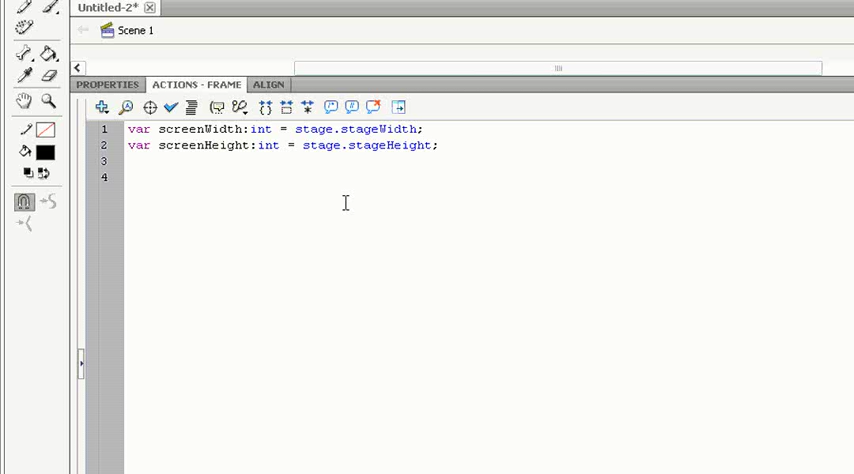 Untitled-2*
Scene 1
PROPERTIES ACTIONS - FRAME ALIGN
1 var screenWidth:int = stage.stageWidth;
2 var screenHeight:int = stage.stageHeight;
3
4